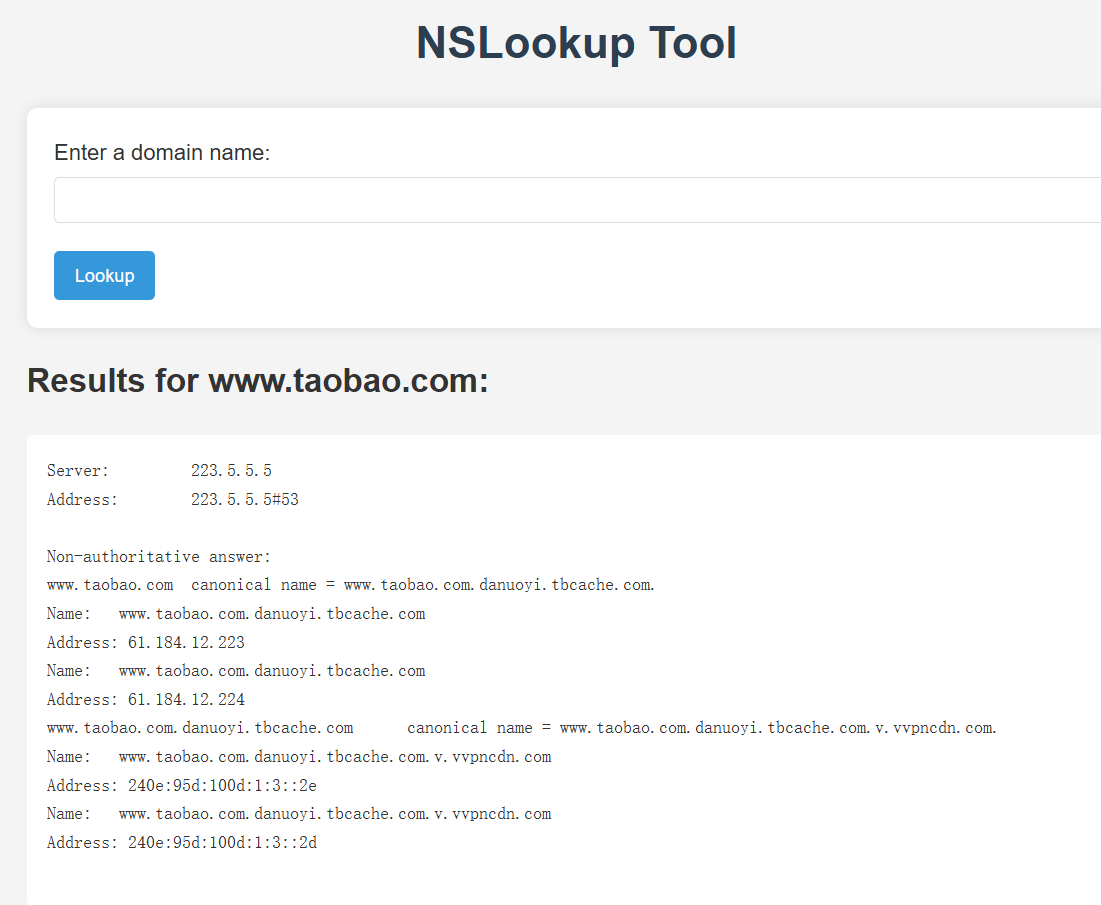 NSLookup Tool
Enter a domain name:
Lookup
Results for www.taobao.com:
Server:         223.5.5.5
Address:        223.5.5.5#53
Non-authoritative answer:
www.taobao.com  canonical name = www.taobao.com.danuoyi.tbcache.com.
Name:   www.taobao.com.danuoyi.tbcache.com
Address: 61.184.12.223
Name:   www.taobao.com.danuoyi.tbcache.com
Address: 61.184.12.224
www.taobao.com.danuoyi.tbcache.com      canonical name = www.taobao.com.danuoyi.tbcache.com.v.vvpncdn.com.
Name:   www.taobao.com.danuoyi.tbcache.com.v.vvpncdn.com
Address: 240e:95d:100d:1:3::2e
Name:   www.taobao.com.danuoyi.tbcache.com.v.vvpncdn.com
Address: 240e:95d:100d:1:3::2d